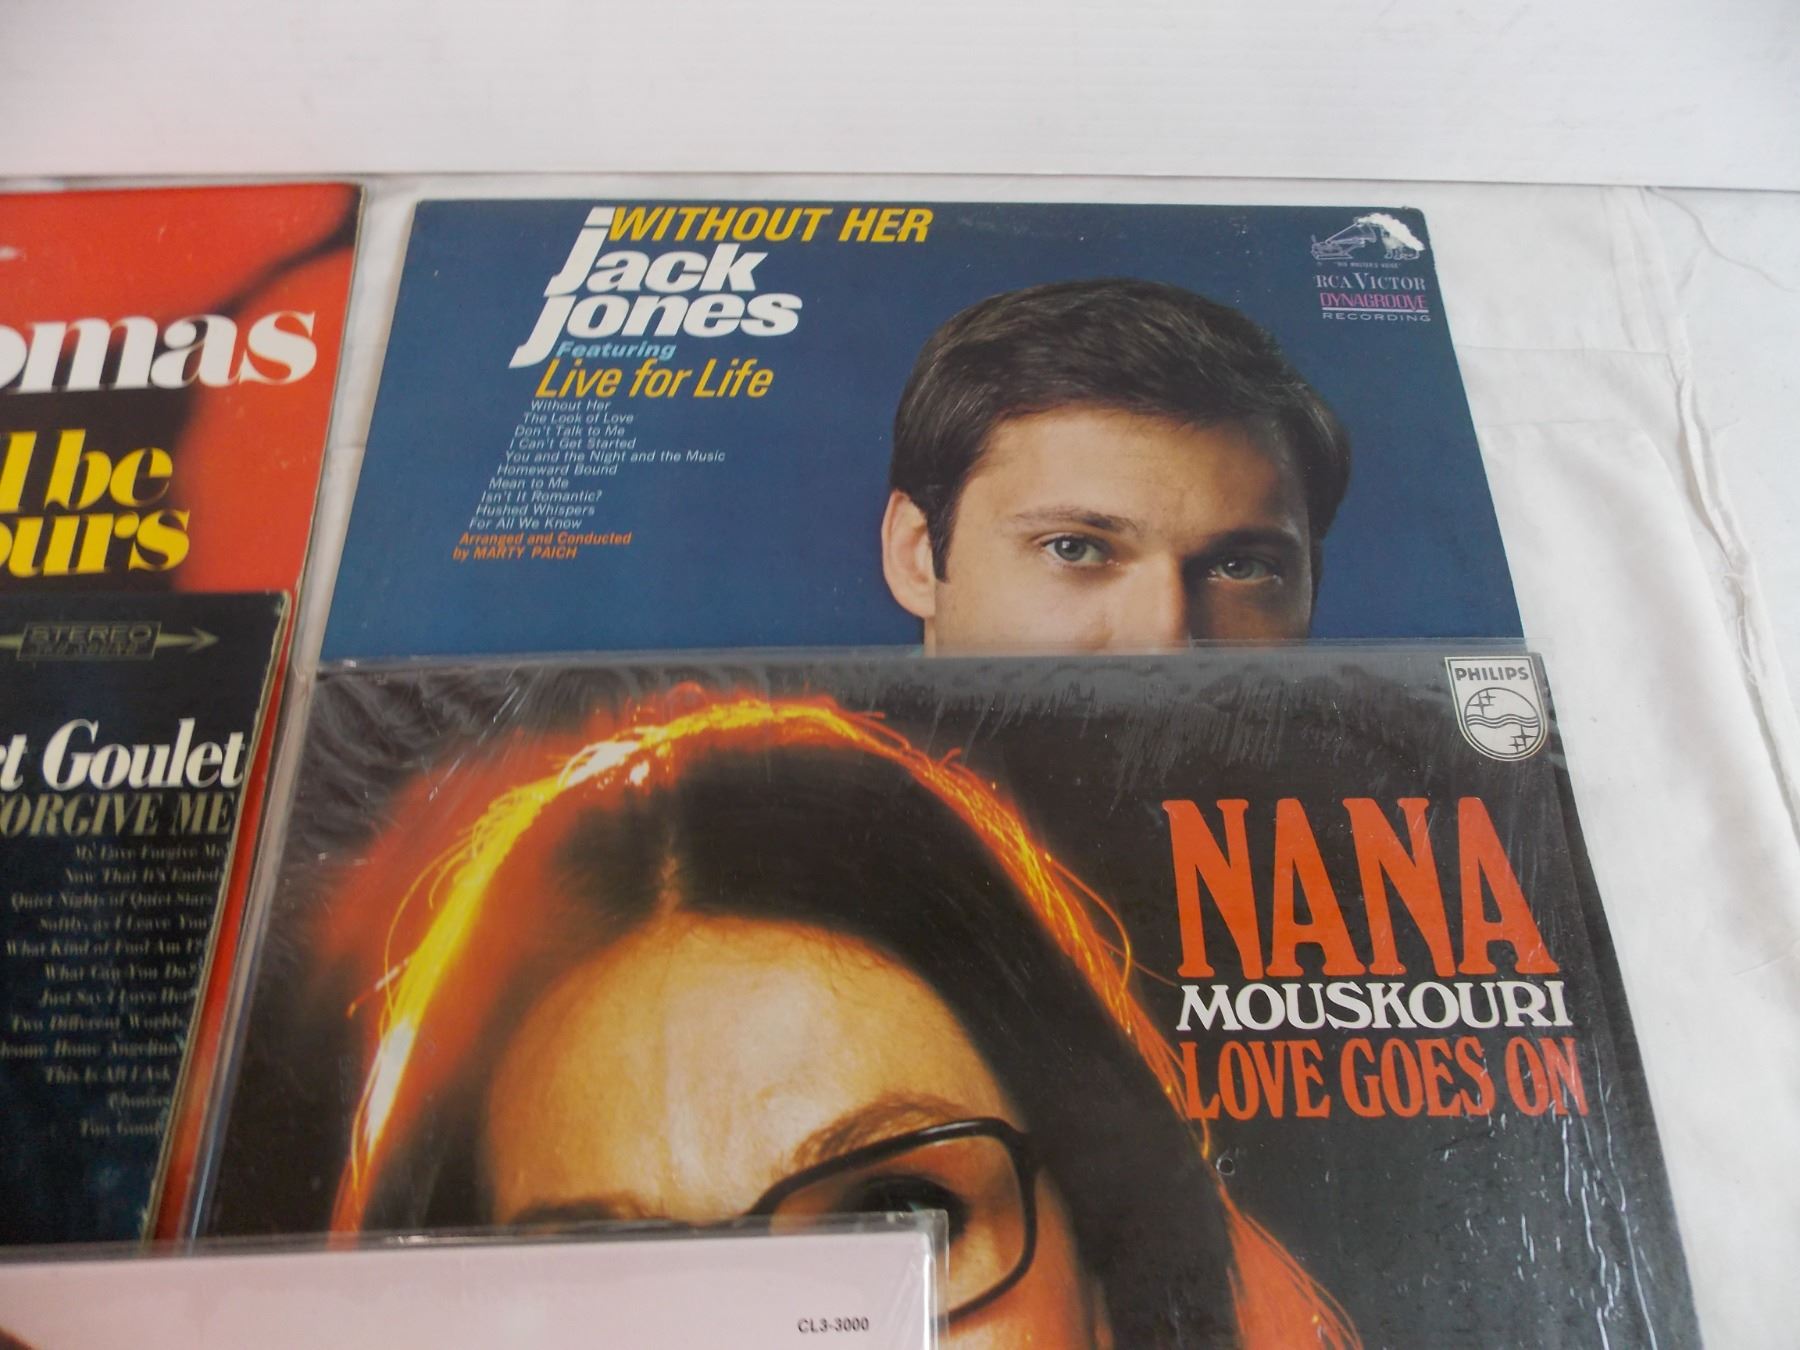 omas
l be
ours
STEREO
t Goulet
ORGIVE ME
My Love Forgive Me
Now That It's Ended
Quiet Nights of Quiet Stars
Softly, as I Leave You
What Kind of Fool Am I?
What Can You Do?
Just Say I Love Her
Two Different Worlds
lcome Home Angelina
This Is All I Ask
WITHOUT HER
Jack
Jones
Featuring
Live for Life
Without Her
The Look of Love
Don't Talk to Me
I Can't Get Started
You and the Night and the Music
Homeward Bound
Mean to Me
Isn't It Romantic?
Hushed Whispers
For All We Know
Arranged and Conducted
by MARTY PAICH
"HIS MASTER'S VOICE"
RCA VICTOR
DYNAGROOVE
RECORDING
PHILIPS
NANA
MOUSKOURI
LOVE GOES ON
CL3-3000